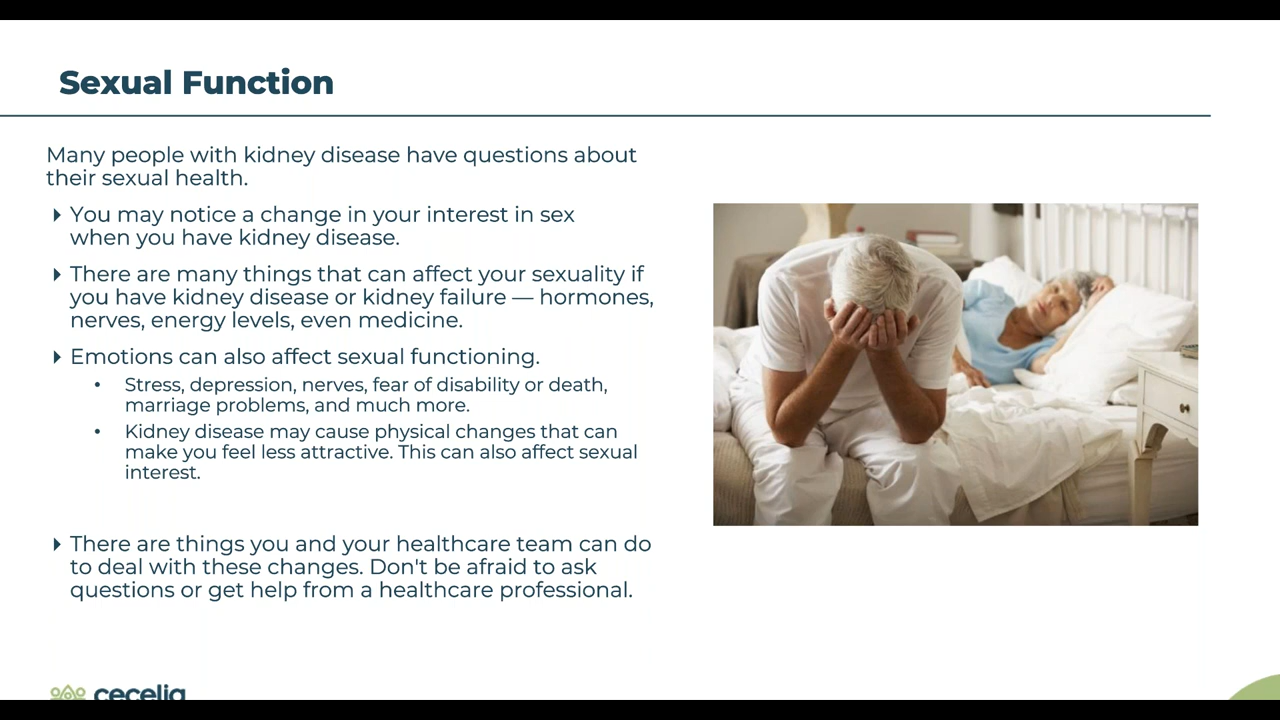 Sexual Function
Many people with kidney disease have questions about
their sexual health.
You may notice a change in your interest in sex
when you have kidney disease.
There are many things that can affect your sexuality if
you have kidney disease or kidney failure — hormones,
nerves, energy levels, even medicine.
Emotions can also affect sexual functioning.
• Stress, depression, nerves, fear of disability or death,
marriage problems, and much more.
• Kidney disease may cause physical changes that can
make you feel less attractive. This can also affect sexual
interest.
There are things you and your healthcare team can do
to deal with these changes. Don't be afraid to ask
questions or get help from a healthcare professional.
cecelia